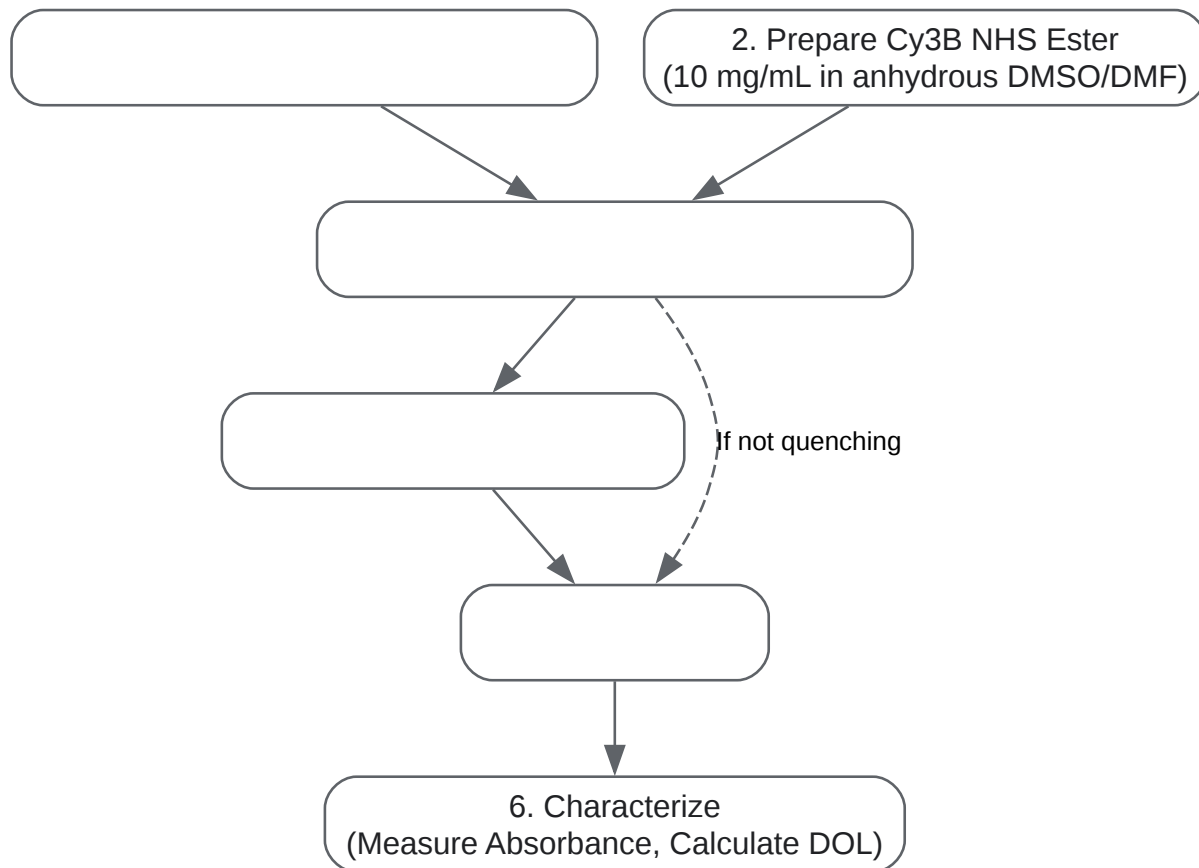 2. Prepare Cy3B NHS Ester
(10 mg/mL in anhydrous DMSO/DMF)
If not quenching
6. Characterize
(Measure Absorbance, Calculate DOL)